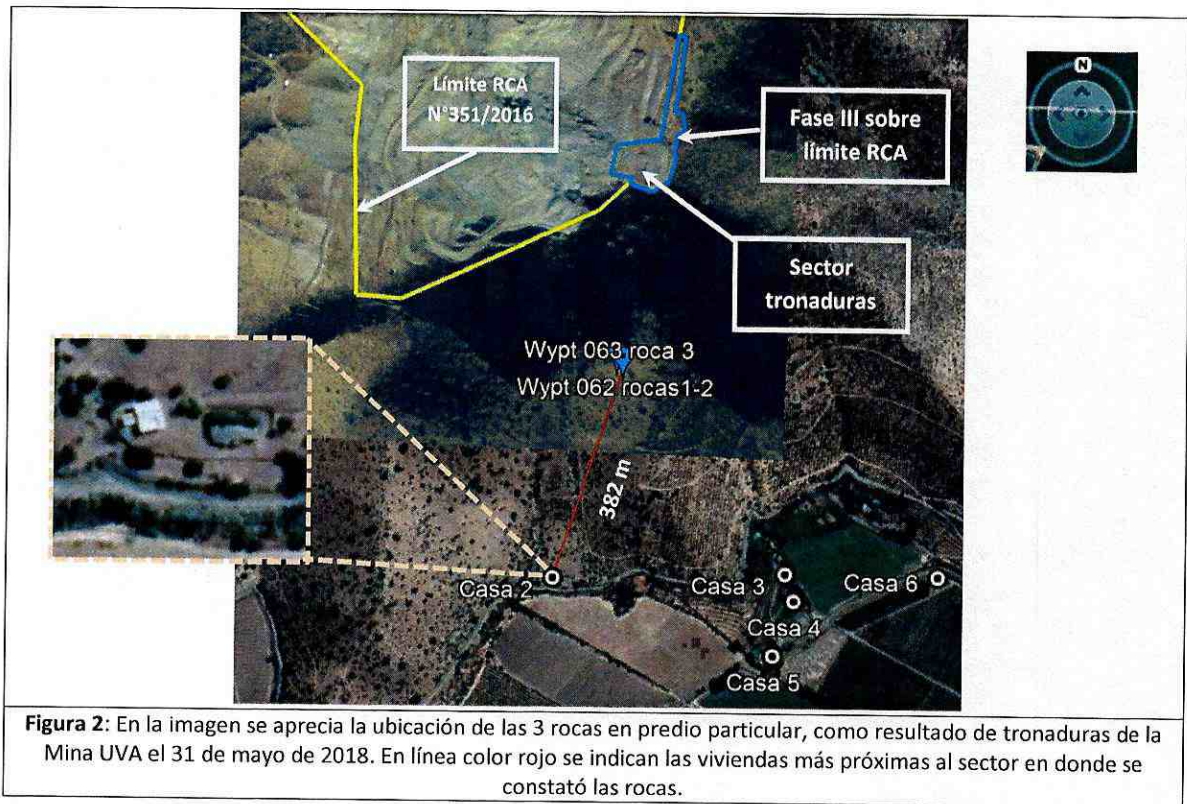 N
Límite RCA
N°351/2016
Fase III sobre
límite RCA
Sector
tronaduras
Wypt 063 roca 3
Wypt 062 rocas1-2
382 m
Casa 2
Casa 3
Casa 6
Casa 4
Casa 5
Figura 2: En la imagen se aprecia la ubicación de las 3 rocas en predio particular, como resultado de tronaduras de la
Mina UVA el 31 de mayo de 2018. En línea color rojo se indican las viviendas más próximas al sector en donde se
constató las rocas.